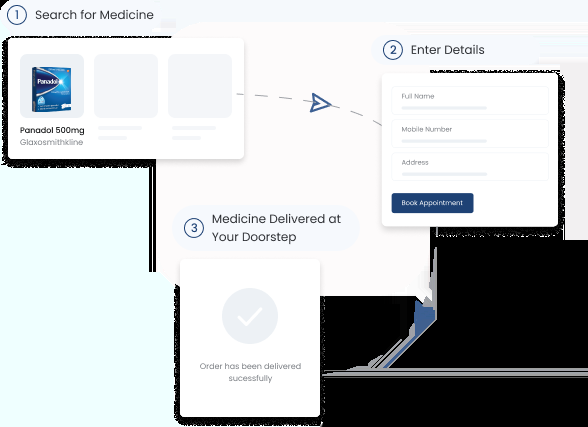 1 Search for Medicine
Panadol
Panadol 500mg
Glaxosmithkline
2 Enter Details
Full Name
Mobile Number
Address
Book Appointment
3 Medicine Delivered at
Your Doorstep
Order has been delivered
sucessfully